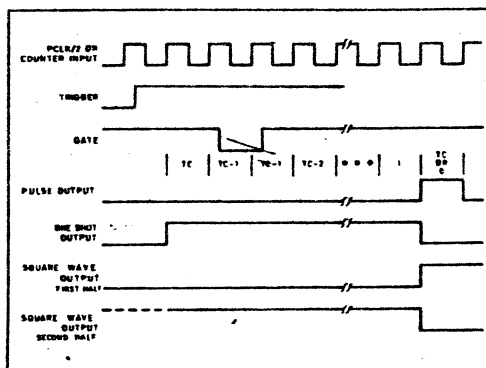 PCLK/2 OR
COUNTER INPUT
TRIGGER
GATE
TC TC-1 TC-1 TC-2 1 TC
OR
0
PULSE OUTPUT
ONE SHOT
OUTPUT
SQUARE WAVE
OUTPUT
FIRST HALF
SQUARE WAVE
OUTPUT
SECOND HALF